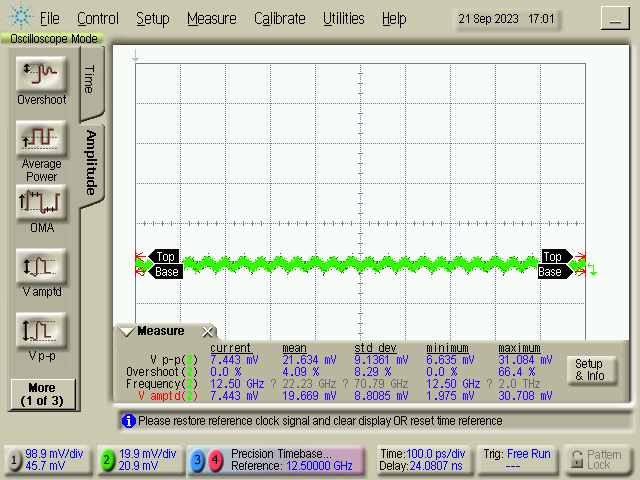 File Control Setup Measure Calibrate Utilities Help 21 Sep 2023 17:01
Oscilloscope Mode
Time
Amplitude
Overshoot
Average
Power
OMA
V amptd
V p-p
More
(1 of 3)
Top Top
Base Base
Measure
current mean std dev minimum maximum
V p-p(2) 7.443 mV 21.634 mV 9.1361 mV 6.635 mV 31.084 mV
Overshoot(2) 0.0 % 4.09 % 8.29 % 0.0 % 66.4 %
Frequency(2) 12.50 GHz ? 22.23 GHz ? 70.79 GHz 12.50 GHz ? 2.0 THz
V amptd(2) 7.443 mV 19.669 mV 8.8085 mV 1.975 mV 30.708 mV
Setup
& Info
Please restore reference clock signal and clear display OR reset time reference
1 98.9 mV/div
45.7 mV
2 19.9 mV/div
20.9 mV
3 4 Precision Timebase...
Reference: 12.50000 GHz
Time:100.0 ps/div
Delay:24.0807 ns
Trig: Free Run
---
Pattern
Lock